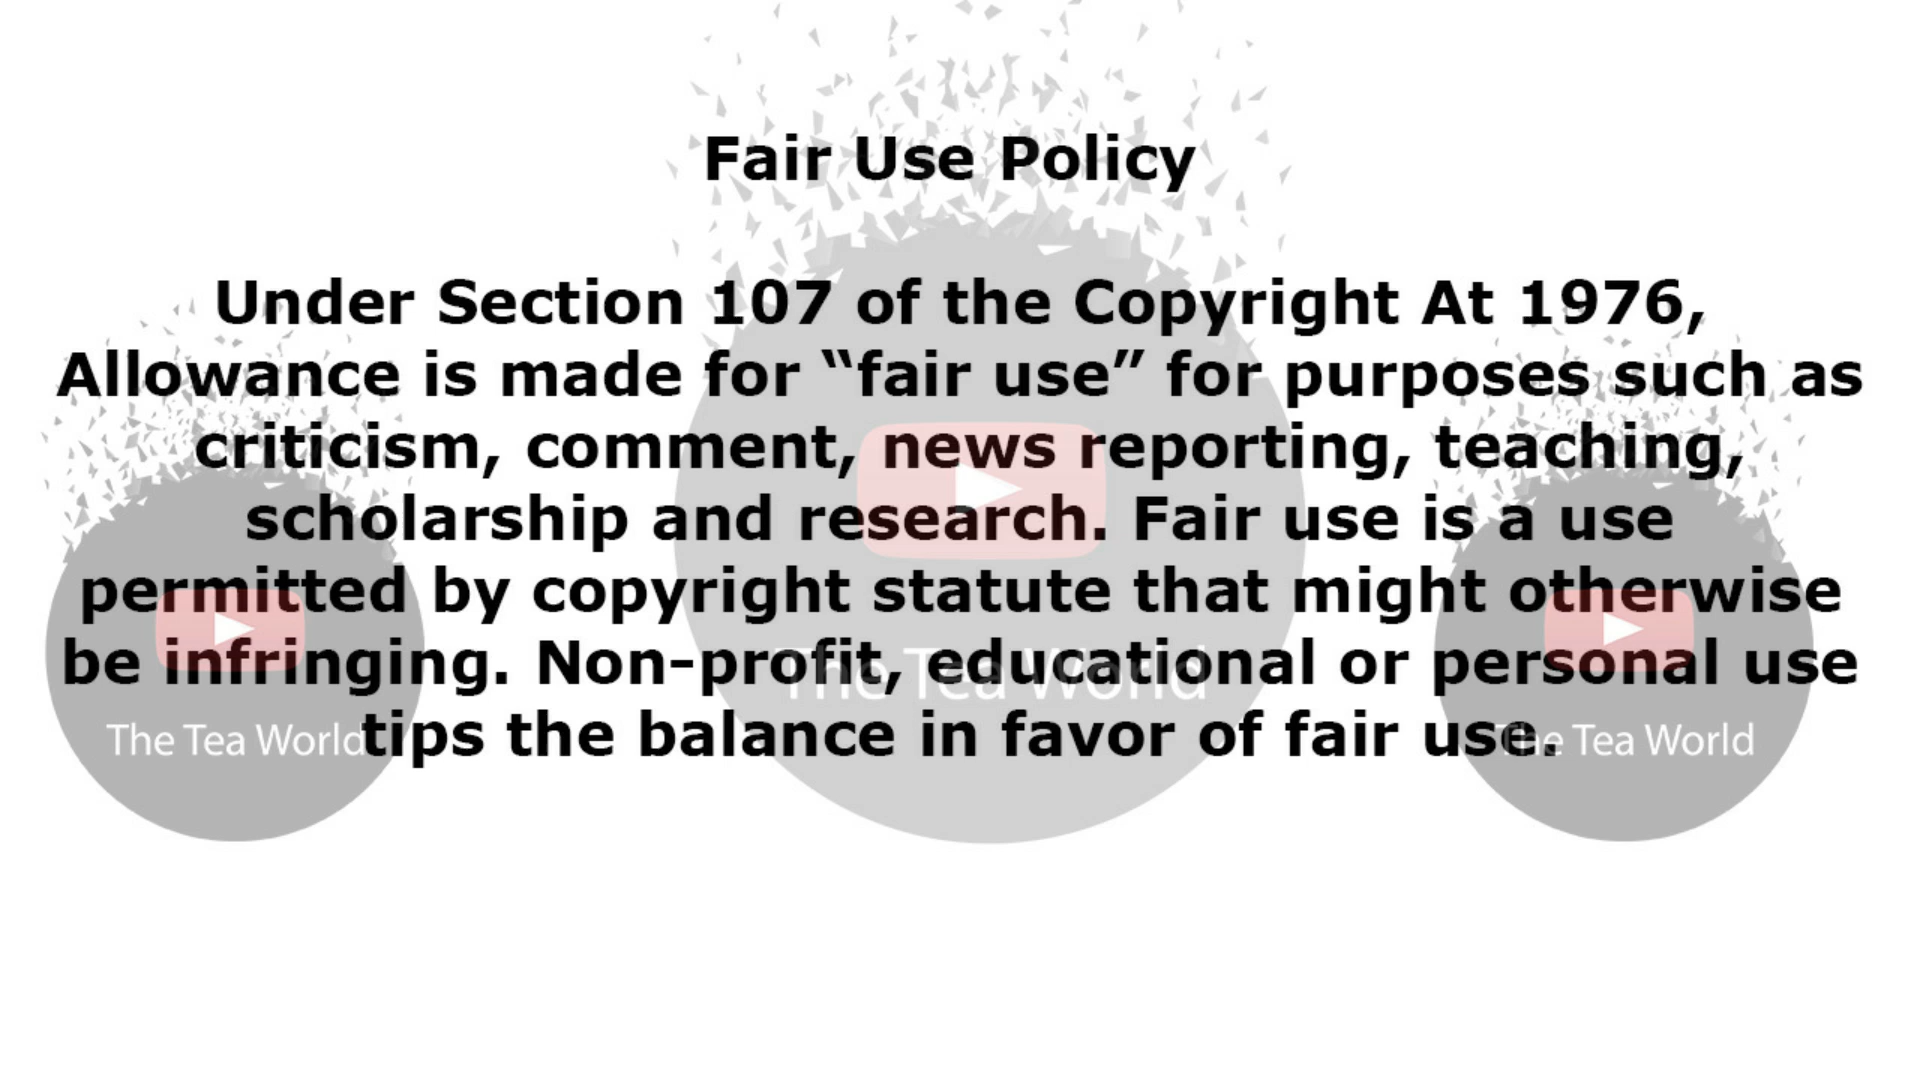 Fair Use Policy
Under Section 107 of the Copyright At 1976,
Allowance is made for “fair use” for purposes such as
criticism, comment, news reporting, teaching,
scholarship and research. Fair use is a use
permitted by copyright statute that might otherwise
be infringing. Non-profit, educational or personal use
tips the balance in favor of fair use.
The Tea World
The Tea World
The Tea World